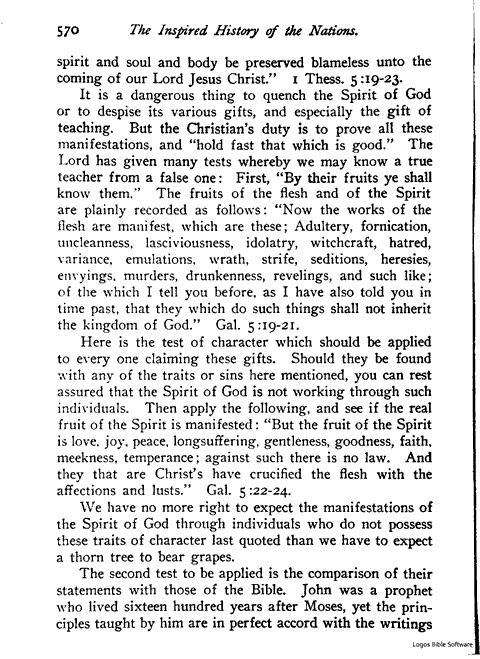 570 The Inspired History of the Nations.
spirit and soul and body be preserved blameless unto the
coming of our Lord Jesus Christ." 1 Thess. 5:19-23.
It is a dangerous thing to quench the Spirit of God
or to despise its various gifts, and especially the gift of
teaching. But the Christian's duty is to prove all these
manifestations, and "hold fast that which is good." The
Lord has given many tests whereby we may know a true
teacher from a false one: First, "By their fruits ye shall
know them." The fruits of the flesh and of the Spirit
are plainly recorded as follows: "Now the works of the
flesh are manifest, which are these; Adultery, fornication,
uncleanness, lasciviousness, idolatry, witchcraft, hatred,
variance, emulations, wrath, strife, seditions, heresies,
envyings, murders, drunkenness, revelings, and such like;
of the which I tell you before, as I have also told you in
time past, that they which do such things shall not inherit
the kingdom of God." Gal. 5:19-21.
Here is the test of character which should be applied
to every one claiming these gifts. Should they be found
with any of the traits or sins here mentioned, you can rest
assured that the Spirit of God is not working through such
individuals. Then apply the following, and see if the real
fruit of the Spirit is manifested: "But the fruit of the Spirit
is love, joy, peace, longsuffering, gentleness, goodness, faith,
meekness, temperance; against such there is no law. And
they that are Christ's have crucified the flesh with the
affections and lusts." Gal. 5:22-24.
We have no more right to expect the manifestations of
the Spirit of God through individuals who do not possess
these traits of character last quoted than we have to expect
a thorn tree to bear grapes.
The second test to be applied is the comparison of their
statements with those of the Bible. John was a prophet
who lived sixteen hundred years after Moses, yet the prin-
ciples taught by him are in perfect accord with the writings
Logos Bible Software